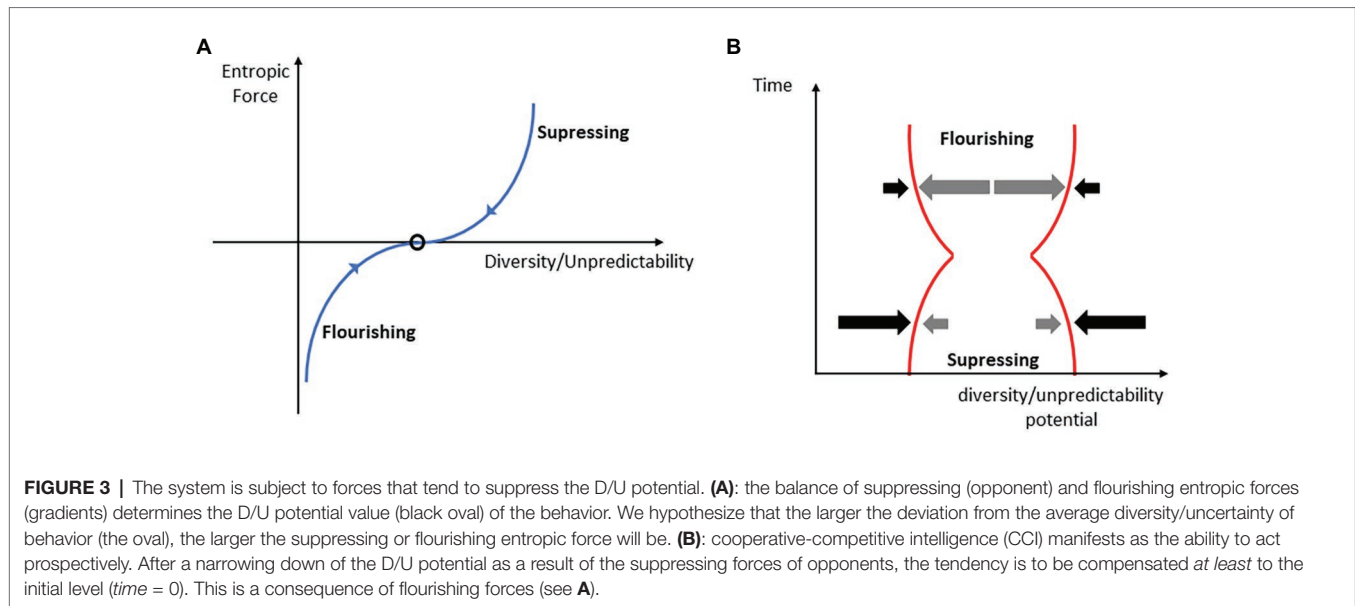 A
Entropic
Force
Supressing
Diversity/Unpredictability
Flourishing
B
Time
Flourishing
Supressing
diversity/unpredictability
potential
FIGURE 3 | The system is subject to forces that tend to suppress the D/U potential. (A): the balance of suppressing (opponent) and flourishing entropic forces
(gradients) determines the D/U potential value (black oval) of the behavior. We hypothesize that the larger the deviation from the average diversity/uncertainty of
behavior (the oval), the larger the suppressing or flourishing entropic force will be. (B): cooperative-competitive intelligence (CCI) manifests as the ability to act
prospectively. After a narrowing down of the D/U potential as a result of the suppressing forces of opponents, the tendency is to be compensated at least to the
initial level (time = 0). This is a consequence of flourishing forces (see A).